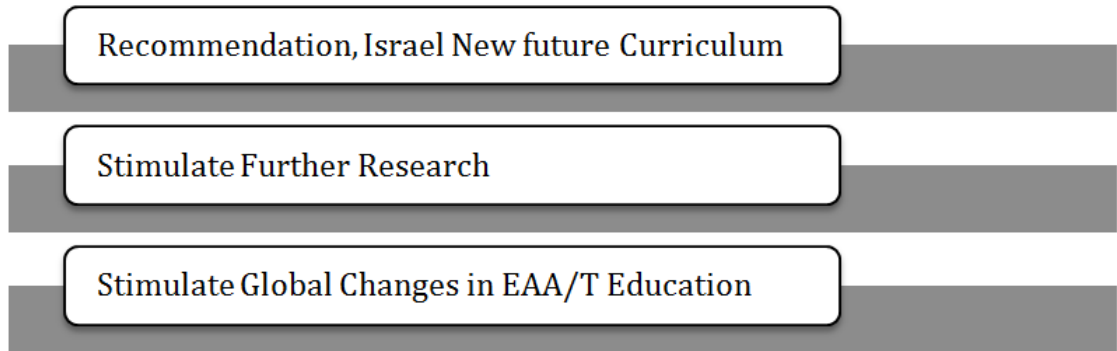 Recommendation, Israel New future Curriculum
Stimulate Further Research
Stimulate Global Changes in EAA/T Education